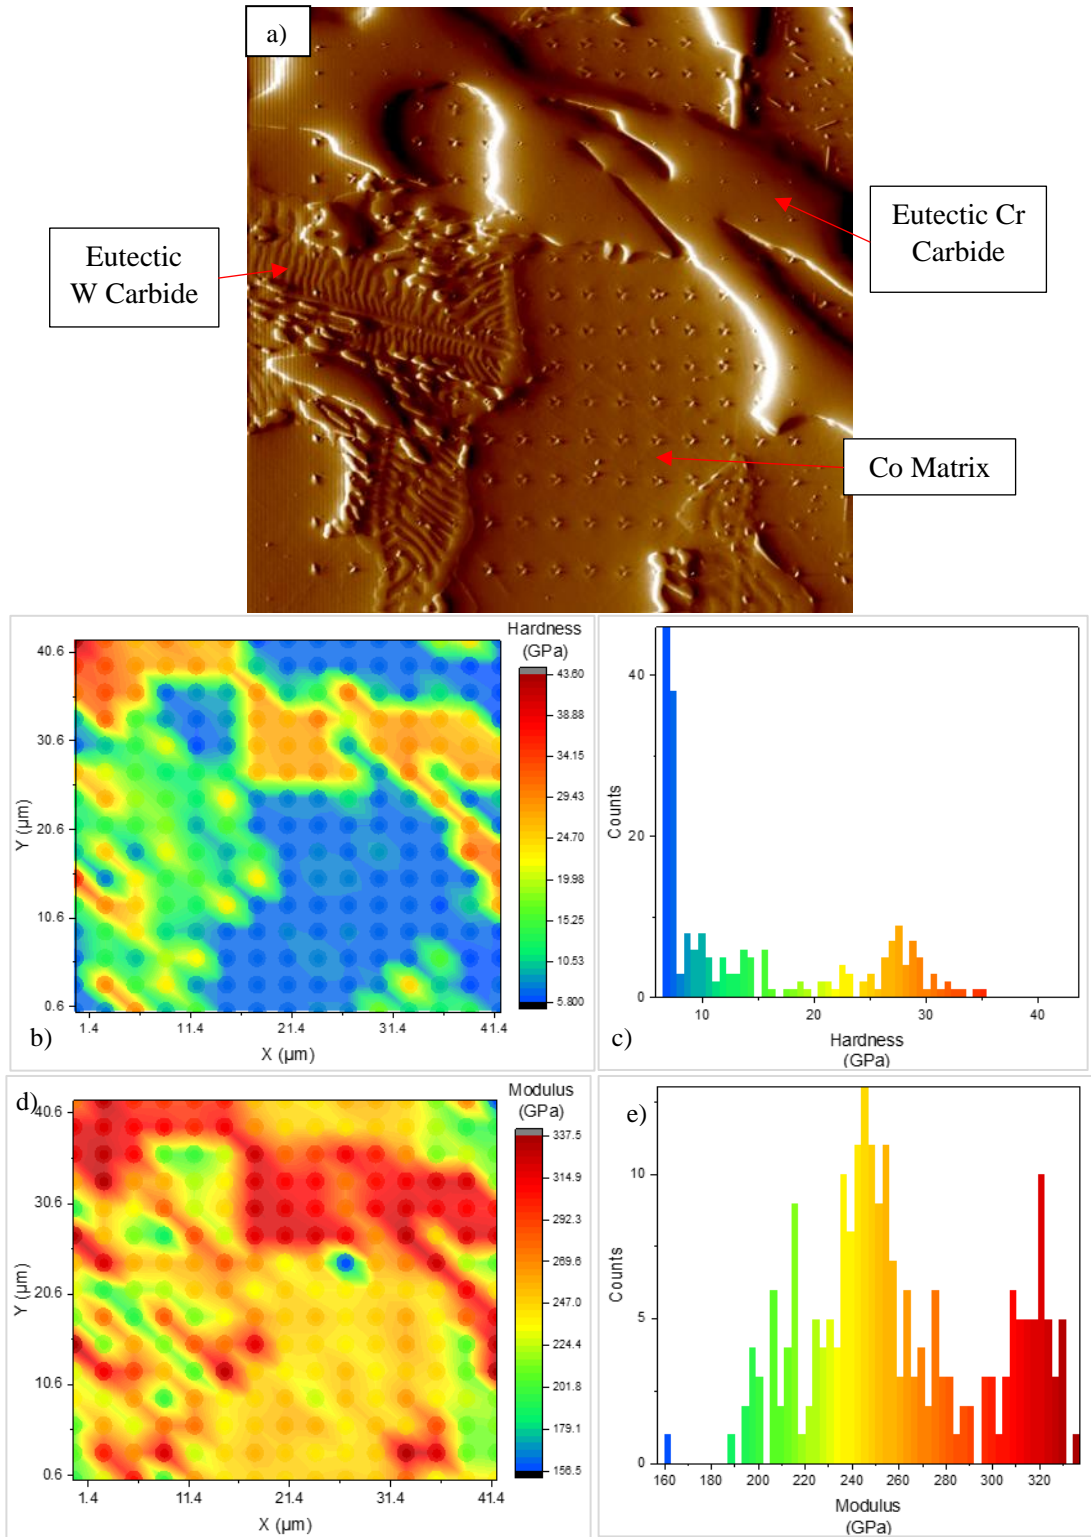 a)
Eutectic Cr
Carbide
Eutectic
W Carbide
Co Matrix
Hardness
(GPa)
40.6
30.6
20.6
10.6
0.6
Y (µm)
1.4
11.4
21.4
31.4
41.4
X (µm)
43.60
38.88
34.15
29.43
24.70
19.98
15.25
10.53
5.800
b)
40
20
0
Counts
10
20
30
40
Hardness
(GPa)
c)
d)
Modulus
(GPa)
40.6
30.6
20.6
10.6
0.6
Y (µm)
1.4
11.4
21.4
31.4
41.4
X (µm)
337.5
314.9
292.3
269.6
247.0
224.4
201.8
179.1
156.5
e)
10
5
0
Counts
160
180
200
220
240
260
280
300
320
Modulus
(GPa)